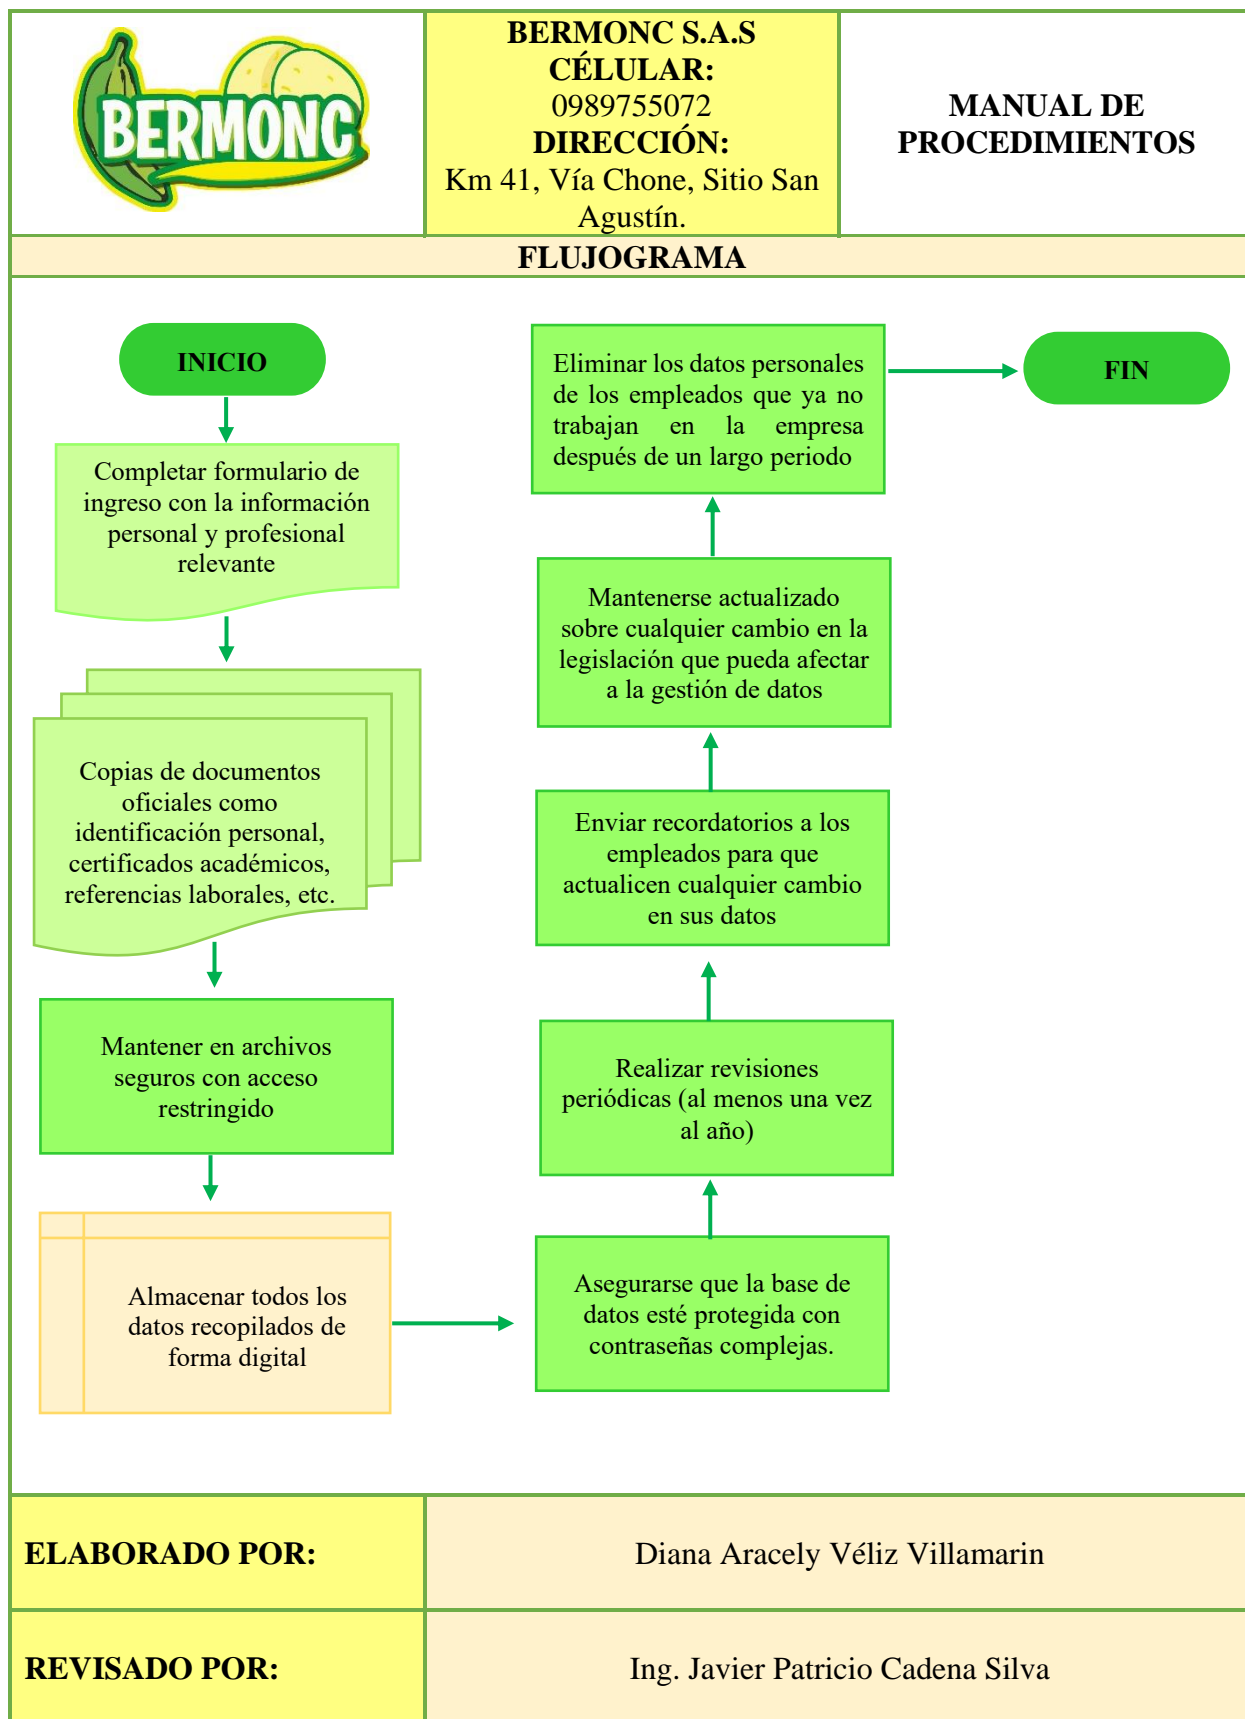 BERMONC
BERMONC S.A.S
CÉLULAR:
0989755072
DIRECCIÓN:
Km 41, Vía Chone, Sitio San
Agustín.
MANUAL DE
PROCEDIMIENTOS
FLUJOGRAMA
INICIO
Completar formulario de
ingreso con la información
personal y profesional
relevante
Copias de documentos
oficiales como
identificación personal,
certificados académicos,
referencias laborales, etc.
Mantener en archivos
seguros con acceso
restringido
Almacenar todos los
datos recopilados de
forma digital
Asegurarse que la base de
datos esté protegida con
contraseñas complejas.
Realizar revisiones
periódicas (al menos una vez
al año)
Enviar recordatorios a los
empleados para que
actualicen cualquier cambio
en sus datos
Mantenerse actualizado
sobre cualquier cambio en la
legislación que pueda afectar
a la gestión de datos
Eliminar los datos personales
de los empleados que ya no
trabajan en la empresa
después de un largo periodo
FIN
ELABORADO POR:
Diana Aracely Véliz Villamarin
REVISADO POR:
Ing. Javier Patricio Cadena Silva